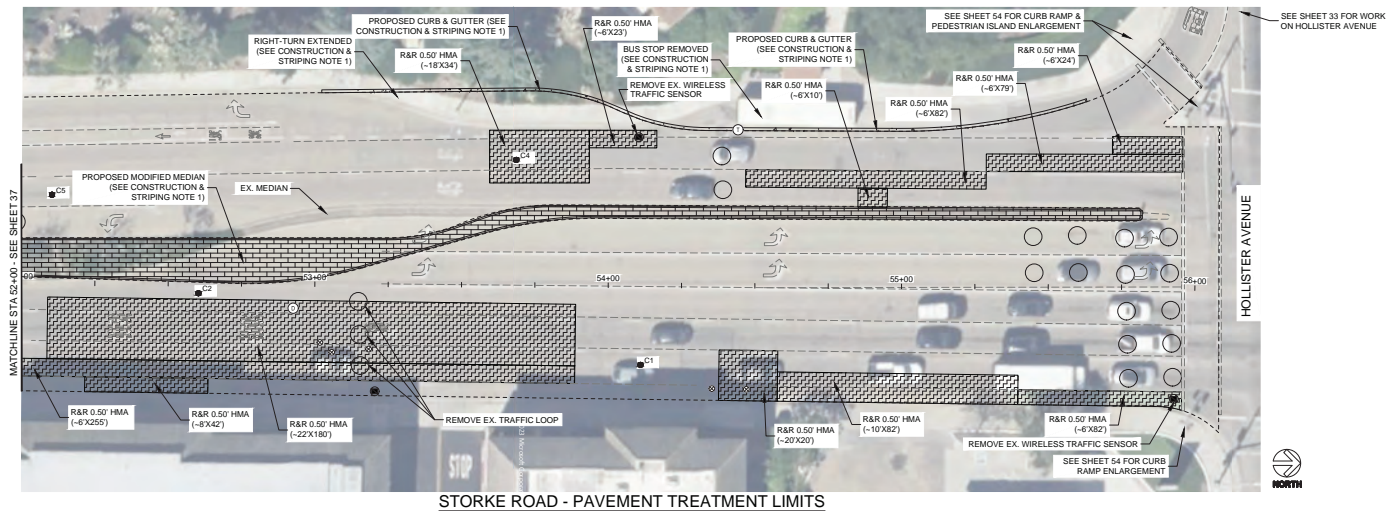 PROPOSED CURB & GUTTER (SEE
CONSTRUCTION & STRIPING NOTE 1)
R&R 0.50' HMA
(~6'X23')
SEE SHEET 54 FOR CURB RAMP &
PEDESTRIAN ISLAND ENLARGEMENT
SEE SHEET 33 FOR WORK
ON HOLLISTER AVENUE
RIGHT-TURN EXTENDED
(SEE CONSTRUCTION &
STRIPING NOTE 1)
R&R 0.50' HMA
(~18'X34')
BUS STOP REMOVED
(SEE CONSTRUCTION
& STRIPING NOTE 1)
PROPOSED CURB & GUTTER
(SEE CONSTRUCTION &
STRIPING NOTE 1)
R&R 0.50' HMA
(~6'X24')
REMOVE EX. WIRELESS
TRAFFIC SENSOR
R&R 0.50' HMA
(~6'X10')
R&R 0.50' HMA
(~6'X79')
R&R 0.50' HMA
(~6'X82')
T
C4
C5
PROPOSED MODIFIED MEDIAN
(SEE CONSTRUCTION &
STRIPING NOTE 1)
EX. MEDIAN
MATCHLINE STA 52+00 - SEE SHEET 37
HOLLISTER AVENUE
53+00
54+00
55+00
56+00
C2
C1
R&R 0.50' HMA
(~6'X255')
R&R 0.50' HMA
(~8'X42')
R&R 0.50' HMA
(~22'X180')
REMOVE EX. TRAFFIC LOOP
R&R 0.50' HMA
(~20'X20')
R&R 0.50' HMA
(~10'X82')
R&R 0.50' HMA
(~6'X82')
REMOVE EX. WIRELESS TRAFFIC SENSOR
SEE SHEET 54 FOR CURB
RAMP ENLARGEMENT
STOP
NORTH
STORKE ROAD - PAVEMENT TREATMENT LIMITS